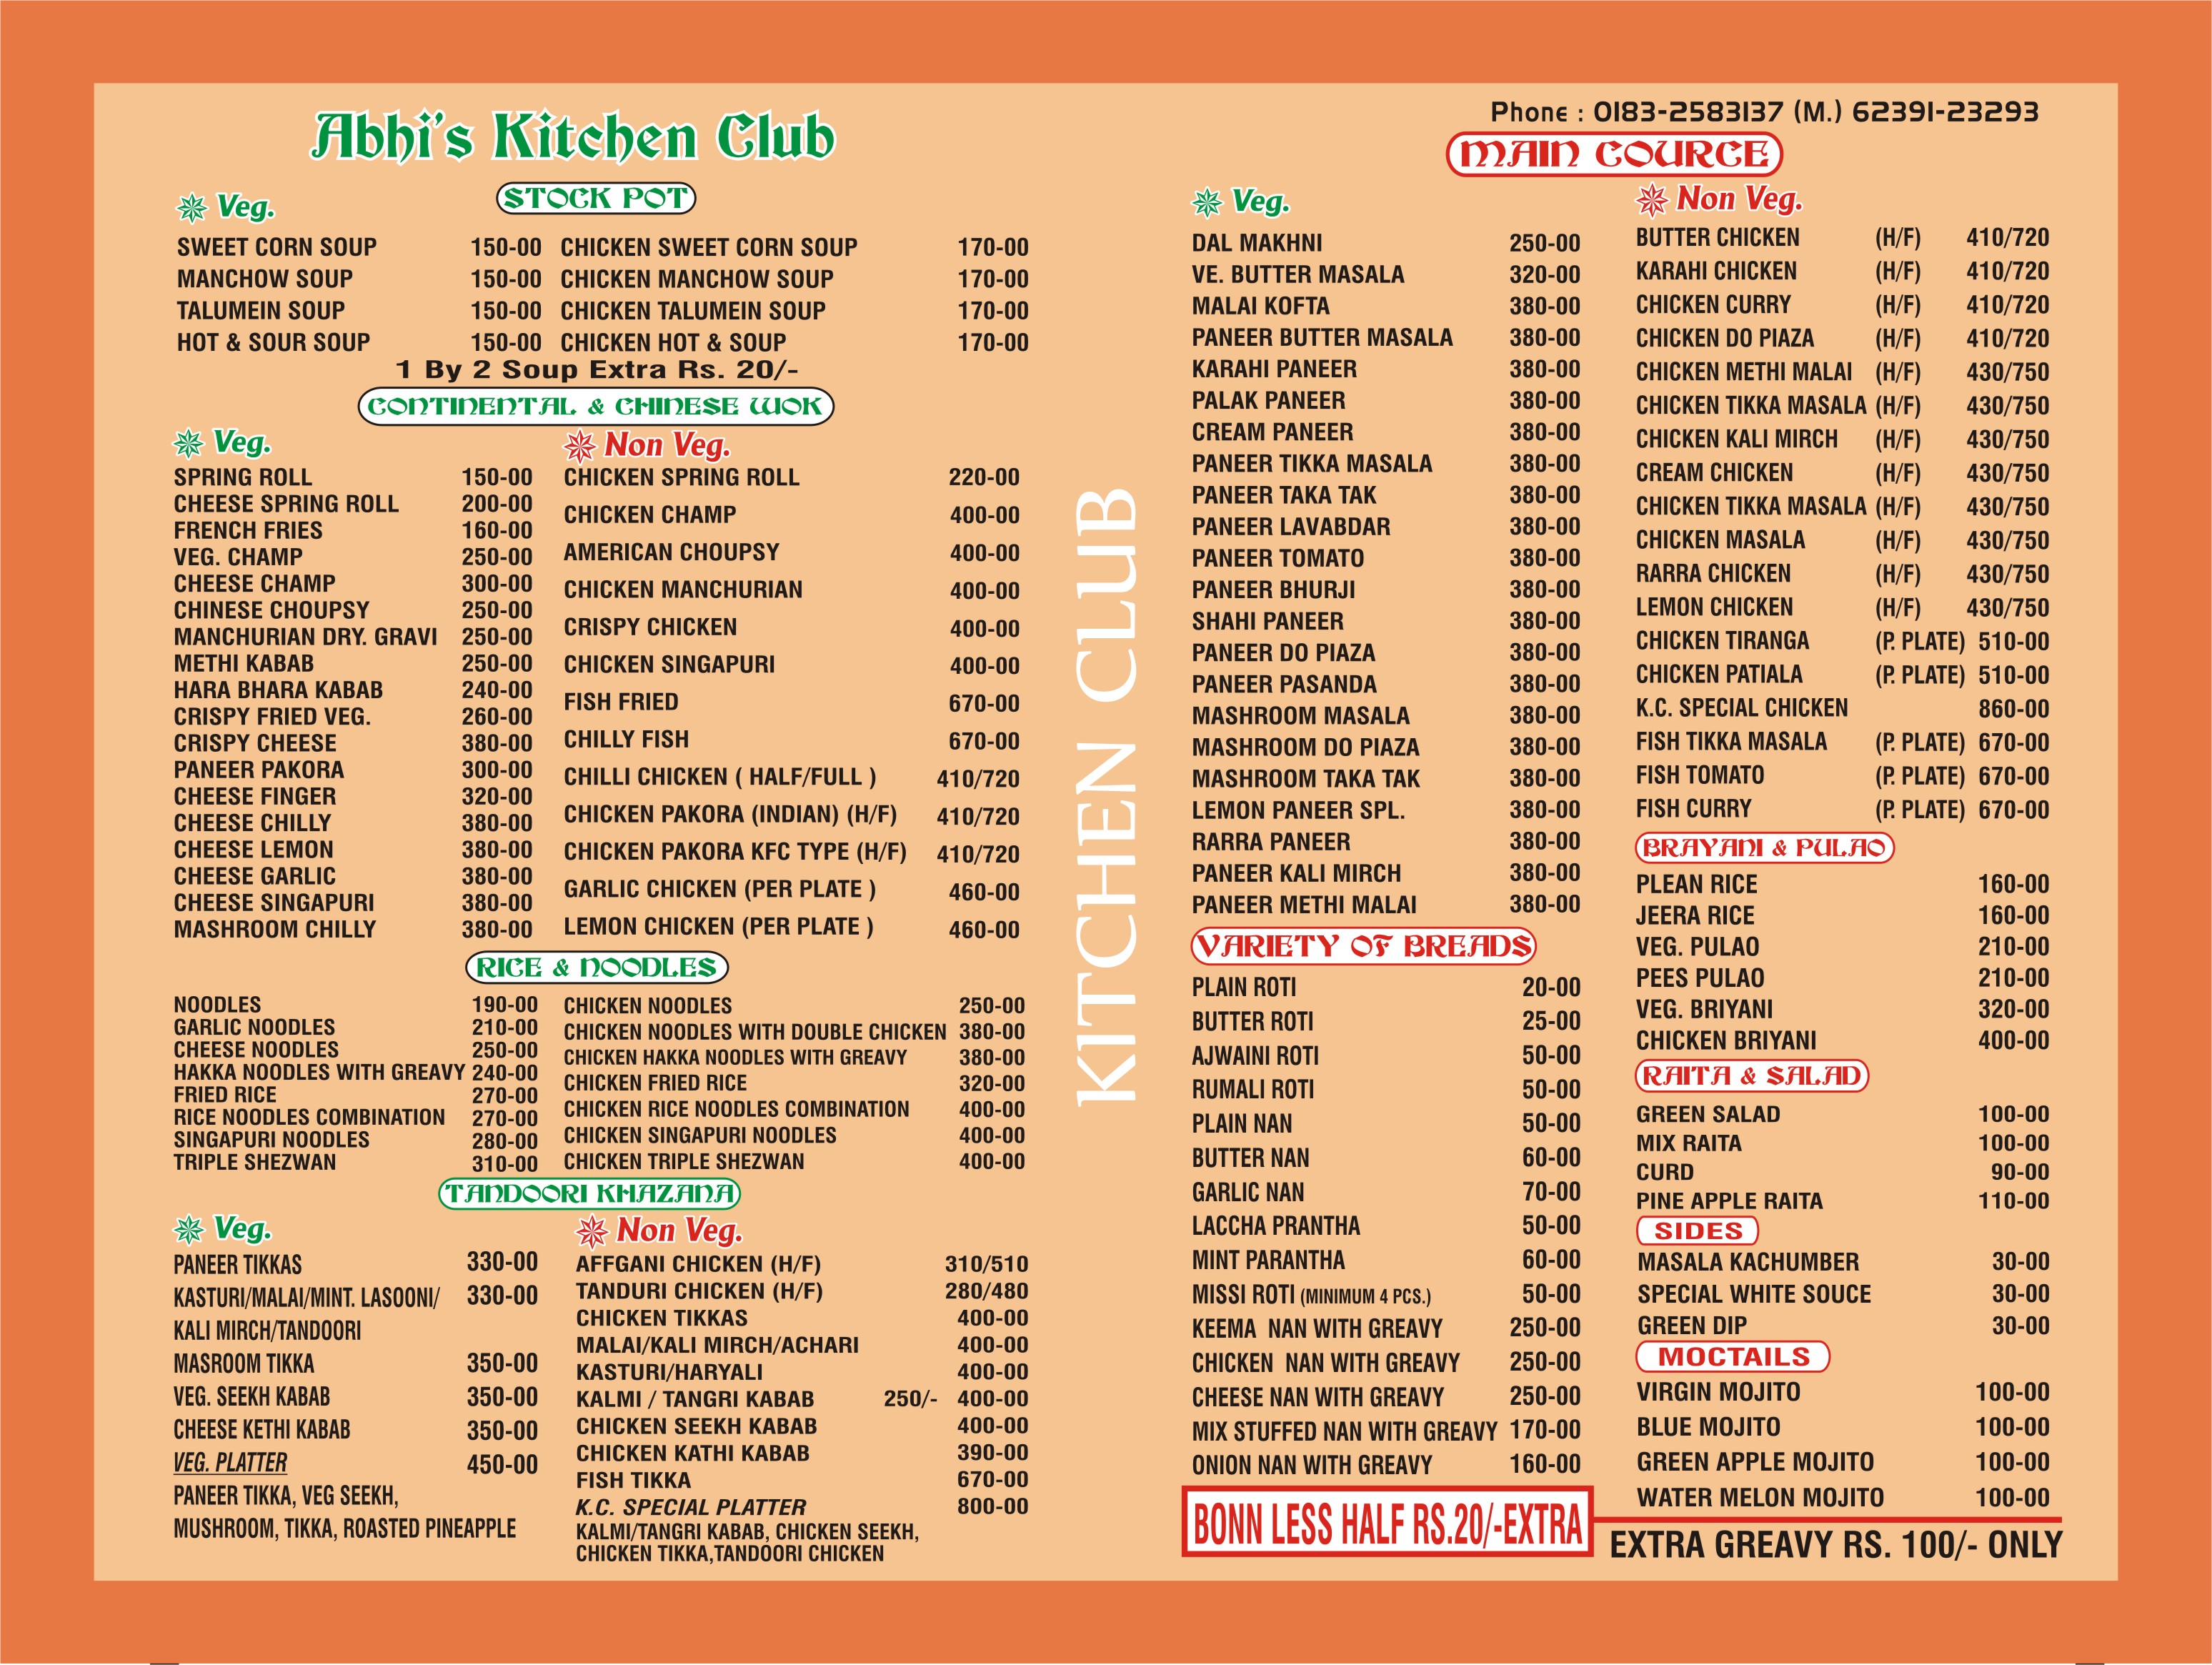 Abhi's Kitchen Club
STOCK POT
Veg.
SWEET CORN SOUP 150-00 CHICKEN SWEET CORN SOUP 170-00
MANCHOW SOUP 150-00 CHICKEN MANCHOW SOUP 170-00
TALUMEIN SOUP 150-00 CHICKEN TALUMEIN SOUP 170-00
HOT & SOUR SOUP 150-00 CHICKEN HOT & SOUP 170-00
1 By 2 Soup Extra Rs. 20/-
CONTINENTAL & CHINESE WOK
Veg.
SPRING ROLL 150-00
CHEESE SPRING ROLL 200-00
FRENCH FRIES 160-00
VEG. CHAMP 250-00
CHEESE CHAMP 300-00
CHINESE CHOUPSY 250-00
MANCHURIAN DRY. GRAVI 250-00
METHI KABAB 250-00
HARA BHARA KABAB 240-00
CRISPY FRIED VEG. 260-00
CRISPY CHEESE 380-00
PANEER PAKORA 300-00
CHEESE FINGER 320-00
CHEESE CHILLY 380-00
CHEESE LEMON 380-00
CHEESE GARLIC 380-00
CHEESE SINGAPURI 380-00
MASHROOM CHILLY 380-00
Non Veg.
CHICKEN SPRING ROLL 220-00
CHICKEN CHAMP 400-00
AMERICAN CHOUPSY 400-00
CHICKEN MANCHURIAN 400-00
CRISPY CHICKEN 400-00
CHICKEN SINGAPURI 400-00
FISH FRIED 670-00
CHILLY FISH 670-00
CHILLI CHICKEN ( HALF/FULL ) 410/720
CHICKEN PAKORA (INDIAN) (H/F) 410/720
CHICKEN PAKORA KFC TYPE (H/F) 410/720
GARLIC CHICKEN (PER PLATE ) 460-00
LEMON CHICKEN (PER PLATE ) 460-00
RICE & NOODLES
NOODLES 190-00
GARLIC NOODLES 210-00
CHEESE NOODLES 250-00
HAKKA NOODLES WITH GREAVY 240-00
FRIED RICE 270-00
RICE NOODLES COMBINATION 270-00
SINGAPURI NOODLES 280-00
TRIPLE SHEZWAN 310-00
CHICKEN NOODLES 250-00
CHICKEN NOODLES WITH DOUBLE CHICKEN 380-00
CHICKEN HAKKA NOODLES WITH GREAVY 380-00
CHICKEN FRIED RICE 320-00
CHICKEN RICE NOODLES COMBINATION 400-00
CHICKEN SINGAPURI NOODLES 400-00
CHICKEN TRIPLE SHEZWAN 400-00
TANDOORI KHAZANA
Veg.
PANEER TIKKAS 330-00
KASTURI/MALAI/MINT. LASOONI/ 330-00
KALI MIRCH/TANDOORI
MASROOM TIKKA 350-00
VEG. SEEKH KABAB 350-00
CHEESE KETHI KABAB 350-00
VEG. PLATTER 450-00
PANEER TIKKA, VEG SEEKH,
MUSHROOM, TIKKA, ROASTED PINEAPPLE
Non Veg.
AFFGANI CHICKEN (H/F) 310/510
TANDURI CHICKEN (H/F) 280/480
CHICKEN TIKKAS 400-00
MALAI/KALI MIRCH/ACHARI 400-00
KASTURI/HARYALI 400-00
KALMI / TANGRI KABAB 250/- 400-00
CHICKEN SEEKH KABAB 400-00
CHICKEN KATHI KABAB 390-00
FISH TIKKA 670-00
K.C. SPECIAL PLATTER 800-00
KALMI/TANGRI KABAB, CHICKEN SEEKH,
CHICKEN TIKKA,TANDOORI CHICKEN
KITCHEN CLUB
Phone : 0183-2583137 (M.) 62391-23293
MAIN COURCE
Veg.
DAL MAKHNI 250-00
VE. BUTTER MASALA 320-00
MALAI KOFTA 380-00
PANEER BUTTER MASALA 380-00
KARAHI PANEER 380-00
PALAK PANEER 380-00
CREAM PANEER 380-00
PANEER TIKKA MASALA 380-00
PANEER TAKA TAK 380-00
PANEER LAVABDAR 380-00
PANEER TOMATO 380-00
PANEER BHURJI 380-00
SHAHI PANEER 380-00
PANEER DO PIAZA 380-00
PANEER PASANDA 380-00
MASHROOM MASALA 380-00
MASHROOM DO PIAZA 380-00
MASHROOM TAKA TAK 380-00
LEMON PANEER SPL. 380-00
RARRA PANEER 380-00
PANEER KALI MIRCH 380-00
PANEER METHI MALAI 380-00
VARIETY OF BREADS
PLAIN ROTI 20-00
BUTTER ROTI 25-00
AJWAINI ROTI 50-00
RUMALI ROTI 50-00
PLAIN NAN 50-00
BUTTER NAN 60-00
GARLIC NAN 70-00
LACCHA PRANTHA 50-00
MINT PARANTHA 60-00
MISSI ROTI (MINIMUM 4 PCS.) 50-00
KEEMA NAN WITH GREAVY 250-00
CHICKEN NAN WITH GREAVY 250-00
CHEESE NAN WITH GREAVY 250-00
MIX STUFFED NAN WITH GREAVY 170-00
ONION NAN WITH GREAVY 160-00
BONN LESS HALF RS.20/-EXTRA
Non Veg.
BUTTER CHICKEN (H/F) 410/720
KARAHI CHICKEN (H/F) 410/720
CHICKEN CURRY (H/F) 410/720
CHICKEN DO PIAZA (H/F) 410/720
CHICKEN METHI MALAI (H/F) 430/750
CHICKEN TIKKA MASALA (H/F) 430/750
CHICKEN KALI MIRCH (H/F) 430/750
CREAM CHICKEN (H/F) 430/750
CHICKEN TIKKA MASALA (H/F) 430/750
CHICKEN MASALA (H/F) 430/750
RARRA CHICKEN (H/F) 430/750
LEMON CHICKEN (H/F) 430/750
CHICKEN TIRANGA (P. PLATE) 510-00
CHICKEN PATIALA (P. PLATE) 510-00
K.C. SPECIAL CHICKEN 860-00
FISH TIKKA MASALA (P. PLATE) 670-00
FISH TOMATO (P. PLATE) 670-00
FISH CURRY (P. PLATE) 670-00
BRAYANI & PULAO
PLEAN RICE 160-00
JEERA RICE 160-00
VEG. PULAO 210-00
PEES PULAO 210-00
VEG. BRIYANI 320-00
CHICKEN BRIYANI 400-00
RAITA & SALAD
GREEN SALAD 100-00
MIX RAITA 100-00
CURD 90-00
PINE APPLE RAITA 110-00
SIDES
MASALA KACHUMBER 30-00
SPECIAL WHITE SOUCE 30-00
GREEN DIP 30-00
MOCTAILS
VIRGIN MOJITO 100-00
BLUE MOJITO 100-00
GREEN APPLE MOJITO 100-00
WATER MELON MOJITO 100-00
EXTRA GREAVY RS. 100/- ONLY